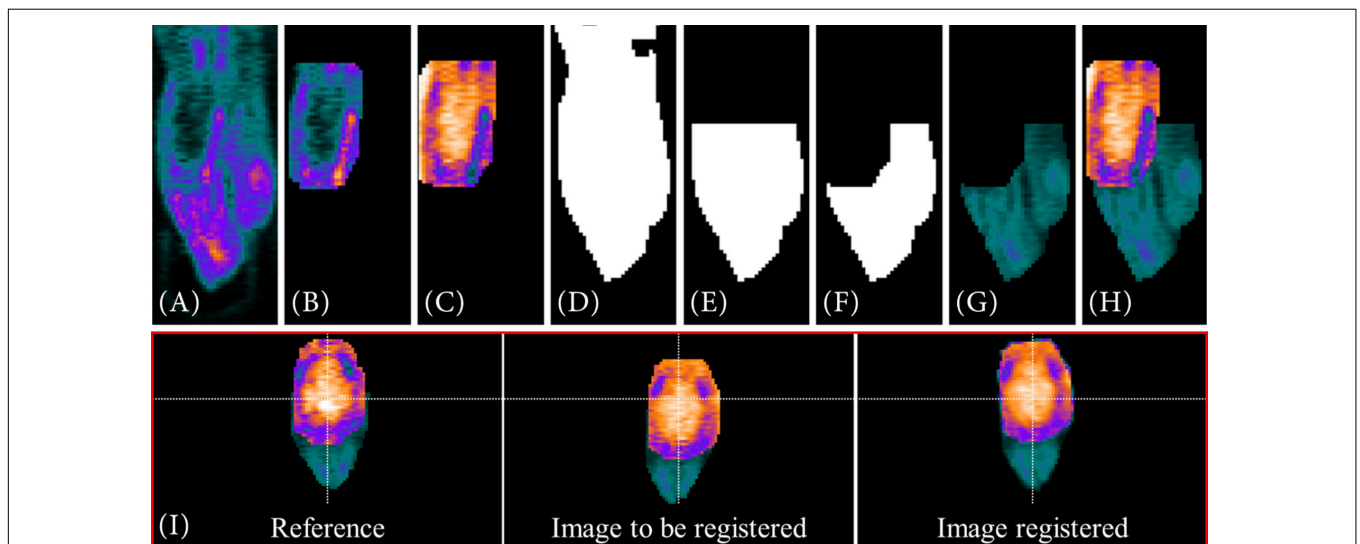 (A) (B) (C) (D) (E) (F) (G) (H)
(I) Reference Image to be registered Image registered